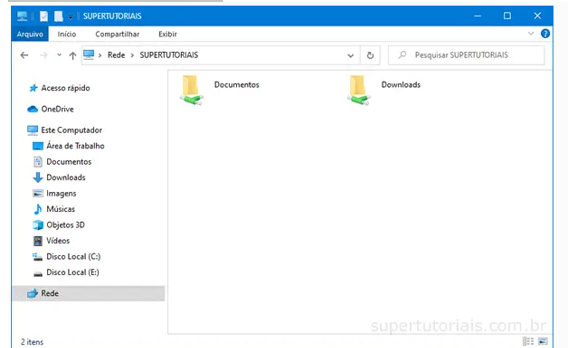 SUPERTUTORIAIS
Arquivo Início Compartilhar Exibir
Rede SUPERTUTORIAIS Pesquisar SUPERTUTORIAIS
Documentos Downloads
Acesso rápido
OneDrive
Este Computador
Área de Trabalho
Documentos
Downloads
Imagens
Músicas
Objetos 3D
Vídeos
Disco Local (C:)
Disco Local (E:)
Rede
supertutoriais.com.br
2 itens